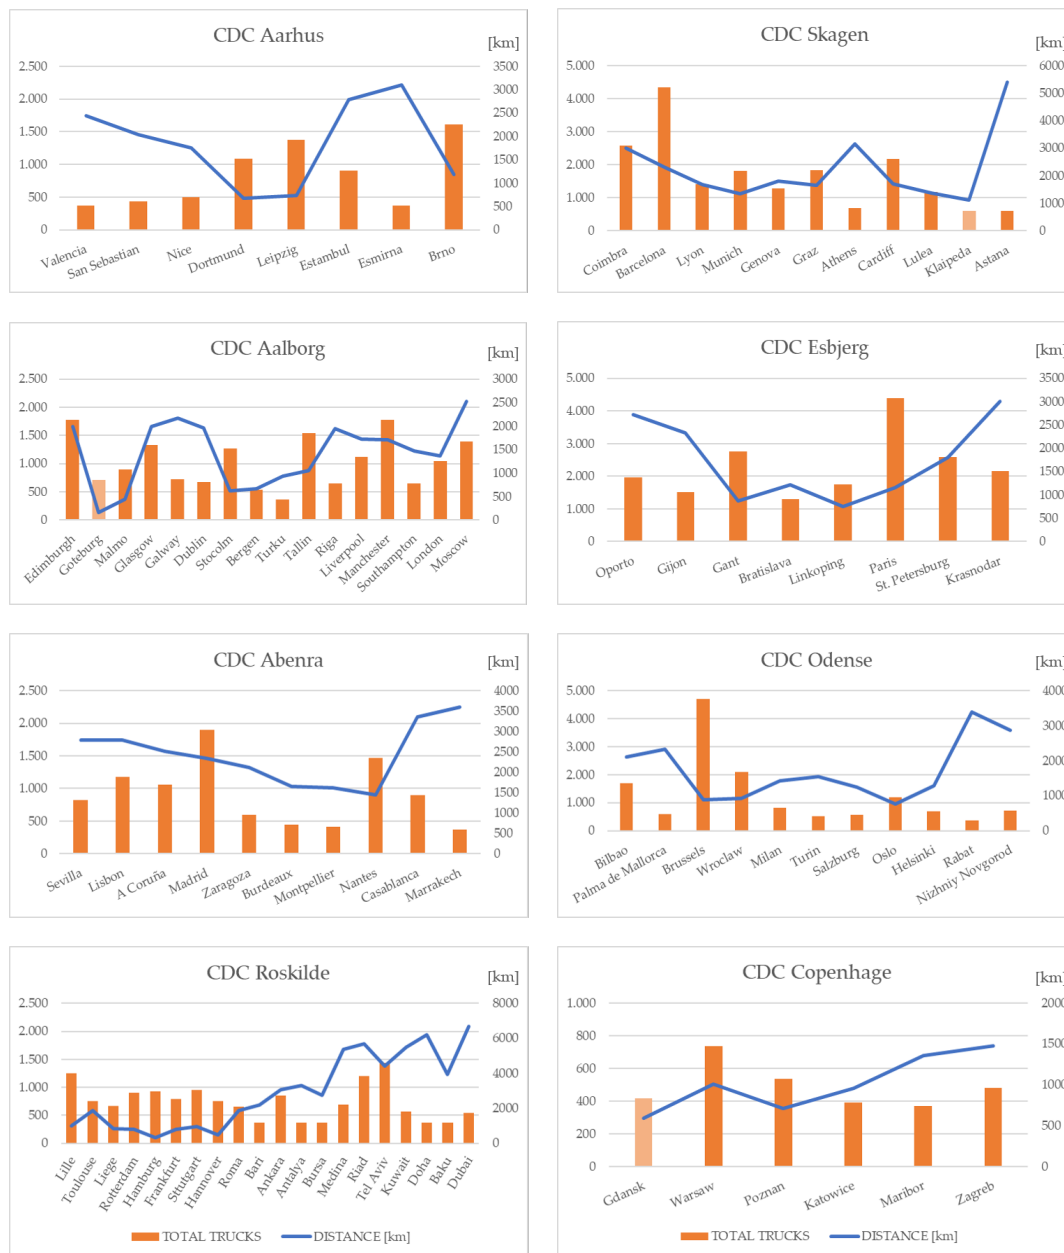 CDC Aarhus
[km]
2.500 3500
2.000 3000
1.500 2500
1.000 2000
500 1500
0 1000
500
0
Valencia San Sebastian Nice Dortmund Leipzig Estambul Esmirna Brno
CDC Skagen
[km]
5.000 6000
4.000 5000
3.000 4000
2.000 3000
1.000 2000
0 1000
0
Coimbra Barcelona Lyon Munich Genova Graz Athens Cardiff Lulea Klaipeda Astana
CDC Aalborg
[km]
2.500 3000
2.000 2500
1.500 2000
1.000 1500
500 1000
0 500
0
Edimburgh Goteburg Malmo Glasgow Galway Dublin Stocolm Bergen Turku Tallin Riga Liverpool Manchester Southampton London Moscow
CDC Esbjerg
[km]
5.000 3500
4.000 3000
3.000 2500
2.000 2000
1.000 1500
0 1000
500
0
Oporto Gijon Gant Bratislava Linkoping Paris St. Petersburg Krasnodar
CDC Abenra
[km]
2.500 4000
2.000 3500
1.500 3000
1.000 2500
500 2000
0 1500
1000
500
0
Sevilla Lisbon A Coruña Madrid Zaragoza Burdeaux Montpellier Nantes Casablanca Marrakech
CDC Odense
[km]
5.000 4000
4.000 3000
3.000 2000
2.000 1000
1.000 0
0
Bilbao Palma de Mallorca Brussels Wroclaw Milan Turin Salzburg Oslo Helsinki Rabat Nizhniy Novgorod
CDC Roskilde
[km]
2.500 8000
2.000 6000
1.500 4000
1.000 2000
500 0
0
Lille Toulouse Liege Rotterdam Hamburg Frankfurt Sttutgart Hannover Roma Bari Ankara Antalya Bursa Medina Riad Tel Aviv Kuwait Doha Baku Dubai
TOTAL TRUCKS DISTANCE [km]
CDC Copenhage
[km]
1.000 2000
800 1500
600 1000
400 500
200 0
0
Gdansk Warsaw Poznan Katowice Maribor Zagreb
TOTAL TRUCKS DISTANCE [km]